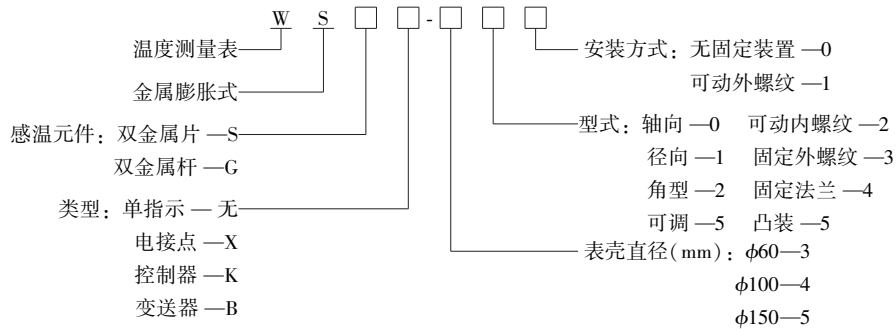 W S □ □ - □ □ □
温度测量表 安装方式：无固定装置—0
金属膨胀式 可动外螺纹—1
感温元件：双金属片—S 型式：轴向—0 可动内螺纹—2
双金属杆—G 径向—1 固定外螺纹—3
类型：单指示—无 角型—2 固定法兰—4
电接点—X 可调—5 凸装—5
控制器—K 表壳直径(mm)：ϕ60—3
变送器—B ϕ100—4
ϕ150—5